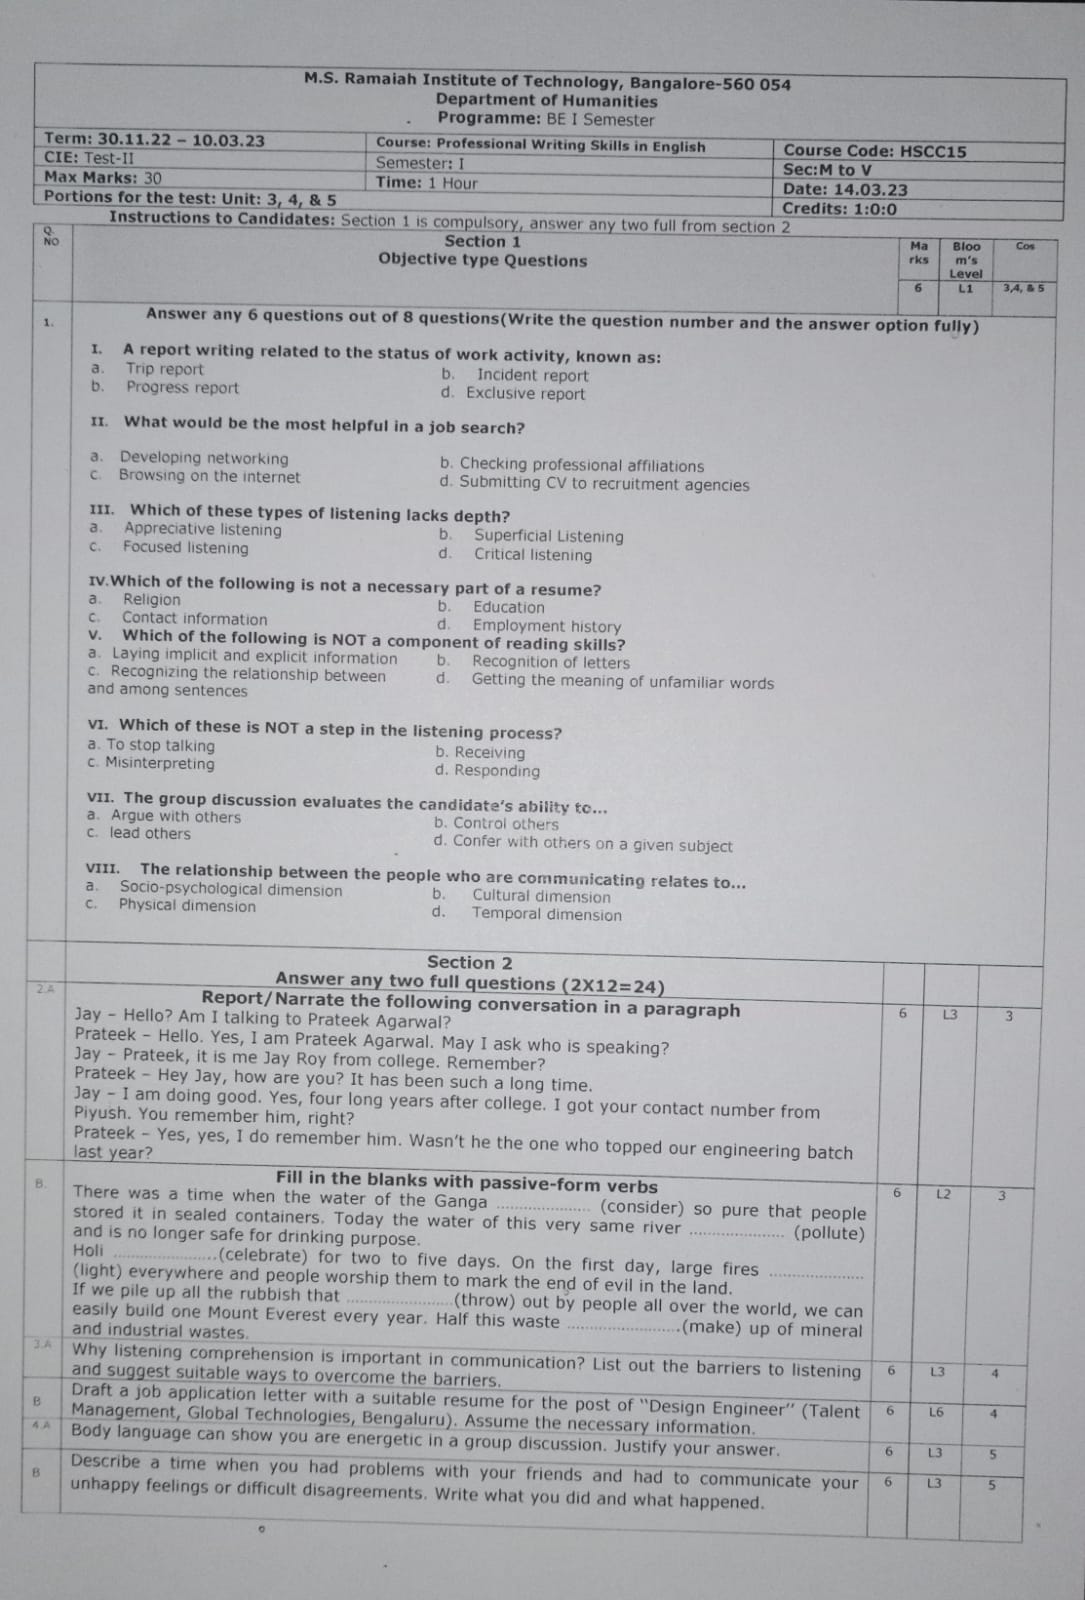 M.S. Ramaiah Institute of Technology, Bangalore-560 054
Department of Humanities
Programme: BE I Semester
Term: 30.11.22 – 10.03.23 Course: Professional Writing Skills in English Course Code: HSCC15
CIE: Test-II Semester: I Sec:M to V
Max Marks: 30 Time: 1 Hour Date: 14.03.23
Portions for the test: Unit: 3, 4, & 5 Credits: 1:0:0
Instructions to Candidates: Section 1 is compulsory, answer any two full from section 2
Q. NO Section 1 Ma rks Bloo m's Level Cos
Objective type Questions
6 L1 3,4, & 5
1. Answer any 6 questions out of 8 questions(Write the question number and the answer option fully)
I. A report writing related to the status of work activity, known as:
a. Trip report b. Incident report
b. Progress report d. Exclusive report
II. What would be the most helpful in a job search?
a. Developing networking b. Checking professional affiliations
c. Browsing on the internet d. Submitting CV to recruitment agencies
III. Which of these types of listening lacks depth?
a. Appreciative listening b. Superficial Listening
c. Focused listening d. Critical listening
IV.Which of the following is not a necessary part of a resume?
a. Religion b. Education
c. Contact information d. Employment history
V. Which of the following is NOT a component of reading skills?
a. Laying implicit and explicit information b. Recognition of letters
c. Recognizing the relationship between d. Getting the meaning of unfamiliar words
and among sentences
VI. Which of these is NOT a step in the listening process?
a. To stop talking b. Receiving
c. Misinterpreting d. Responding
VII. The group discussion evaluates the candidate's ability to...
a. Argue with others b. Control others
c. lead others d. Confer with others on a given subject
VIII. The relationship between the people who are communicating relates to...
a. Socio-psychological dimension b. Cultural dimension
c. Physical dimension d. Temporal dimension
Section 2
Answer any two full questions (2X12=24)
2.A Report/Narrate the following conversation in a paragraph 6 L3 3
Jay – Hello? Am I talking to Prateek Agarwal?
Prateek – Hello. Yes, I am Prateek Agarwal. May I ask who is speaking?
Jay – Prateek, it is me Jay Roy from college. Remember?
Prateek – Hey Jay, how are you? It has been such a long time.
Jay – I am doing good. Yes, four long years after college. I got your contact number from
Piyush. You remember him, right?
Prateek – Yes, yes, I do remember him. Wasn't he the one who topped our engineering batch
last year?
B. Fill in the blanks with passive-form verbs 6 L2 3
There was a time when the water of the Ganga .................... (consider) so pure that people
stored it in sealed containers. Today the water of this very same river .................... (pollute)
and is no longer safe for drinking purpose.
Holi ......................(celebrate) for two to five days. On the first day, large fires ....................
(light) everywhere and people worship them to mark the end of evil in the land.
If we pile up all the rubbish that .......................(throw) out by people all over the world, we can
easily build one Mount Everest every year. Half this waste ........................(make) up of mineral
and industrial wastes.
3.A Why listening comprehension is important in communication? List out the barriers to listening 6 L3 4
and suggest suitable ways to overcome the barriers.
B Draft a job application letter with a suitable resume for the post of "Design Engineer" (Talent 6 L6 4
Management, Global Technologies, Bengaluru). Assume the necessary information.
4 A Body language can show you are energetic in a group discussion. Justify your answer. 6 L3 5
B Describe a time when you had problems with your friends and had to communicate your 6 L3 5
unhappy feelings or difficult disagreements. Write what you did and what happened.